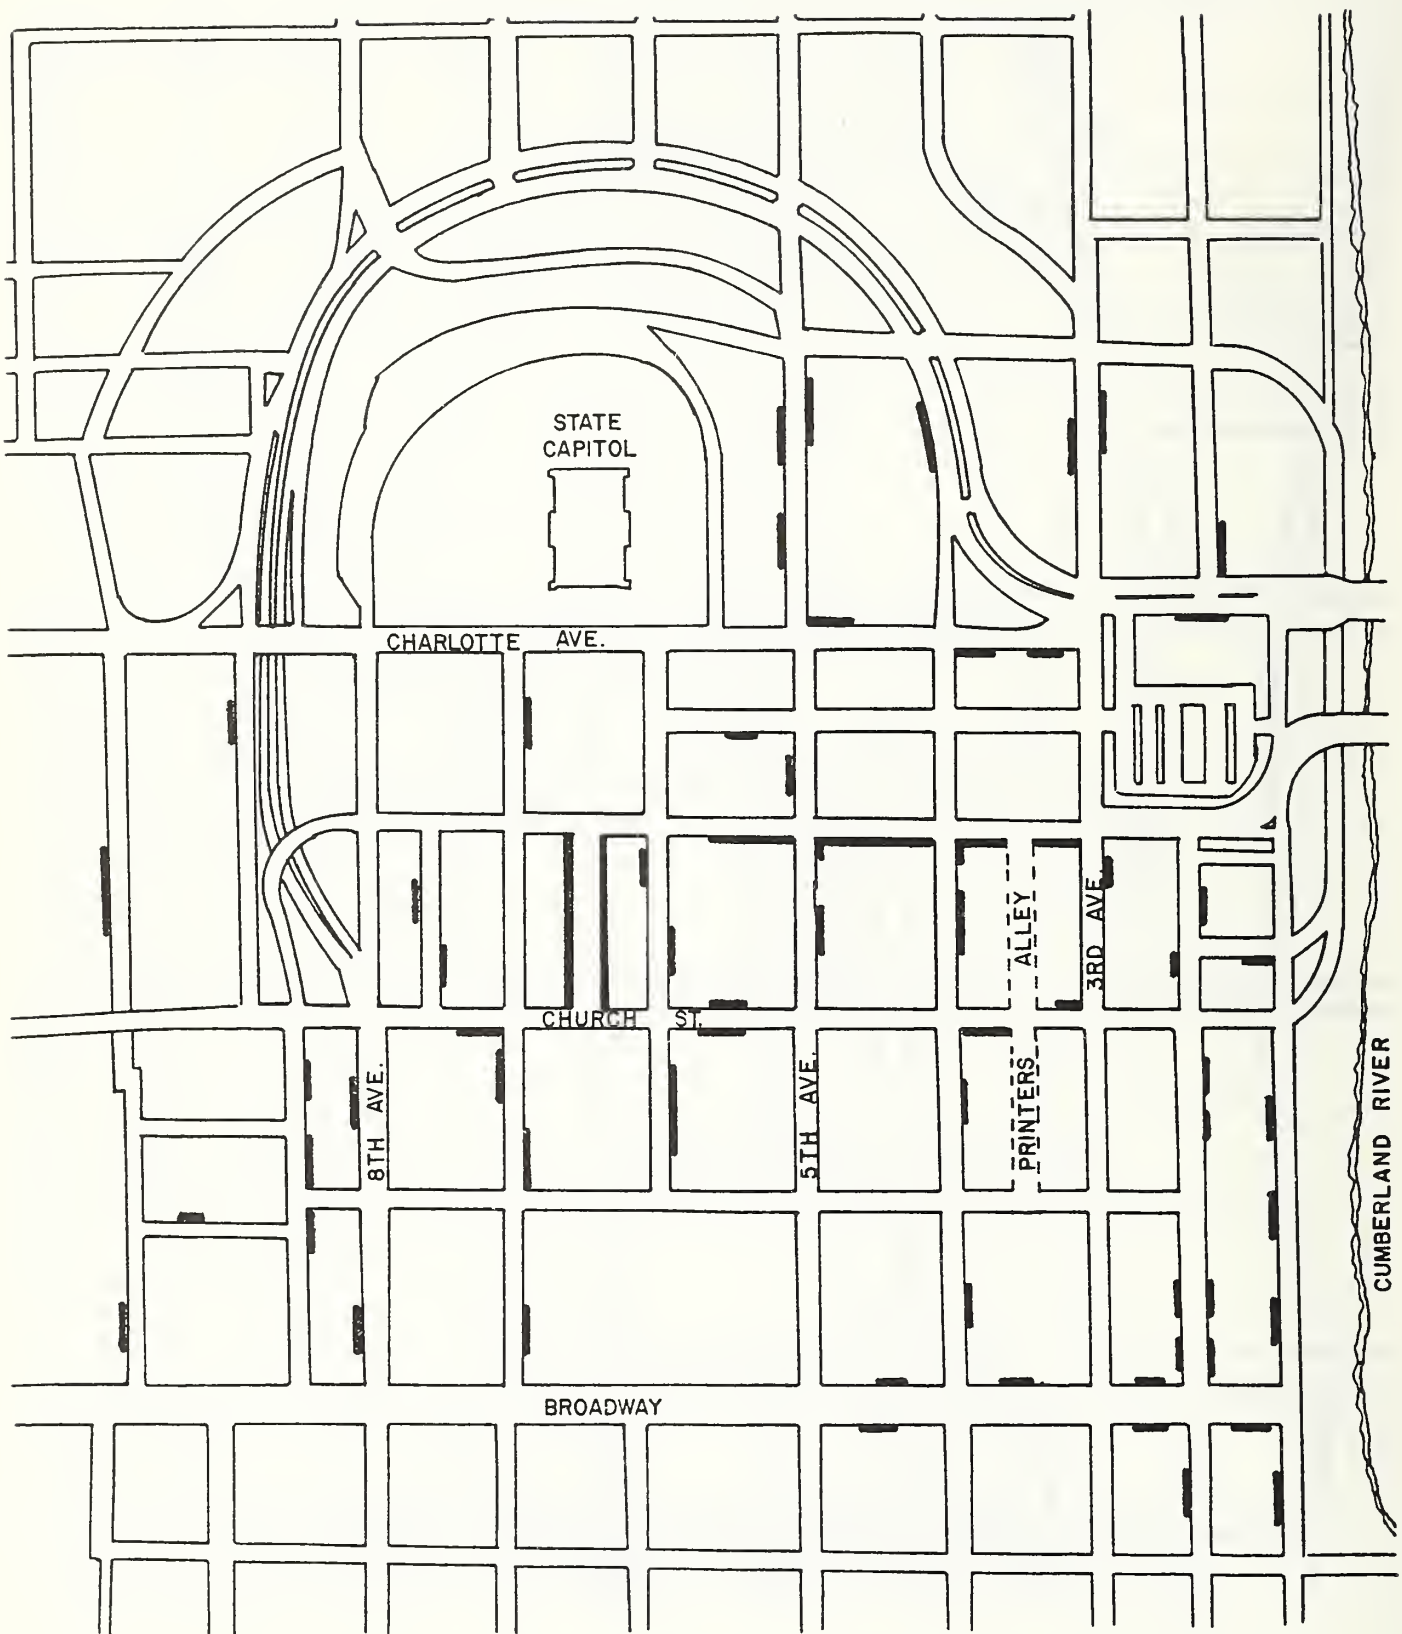 STATE
CAPITOL
CHARLOTTE AVE.
ALLEY
3RD AVE.
CHURCH ST.
8TH AVE.
5TH AVE.
PRINTERS
CUMBERLAND RIVER
BROADWAY